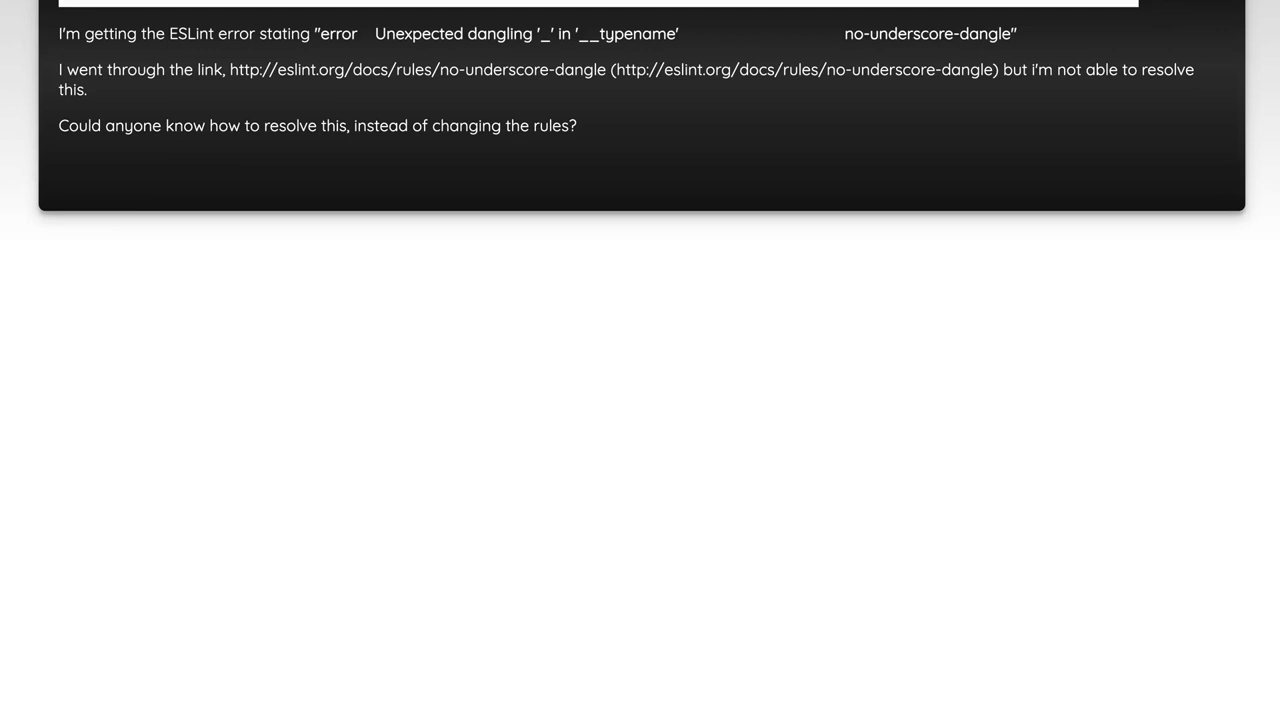 I'm getting the ESLint error stating "error Unexpected dangling '_' in '__typename' no-underscore-dangle"
I went through the link, http://eslint.org/docs/rules/no-underscore-dangle (http://eslint.org/docs/rules/no-underscore-dangle) but i'm not able to resolve
this.
Could anyone know how to resolve this, instead of changing the rules?